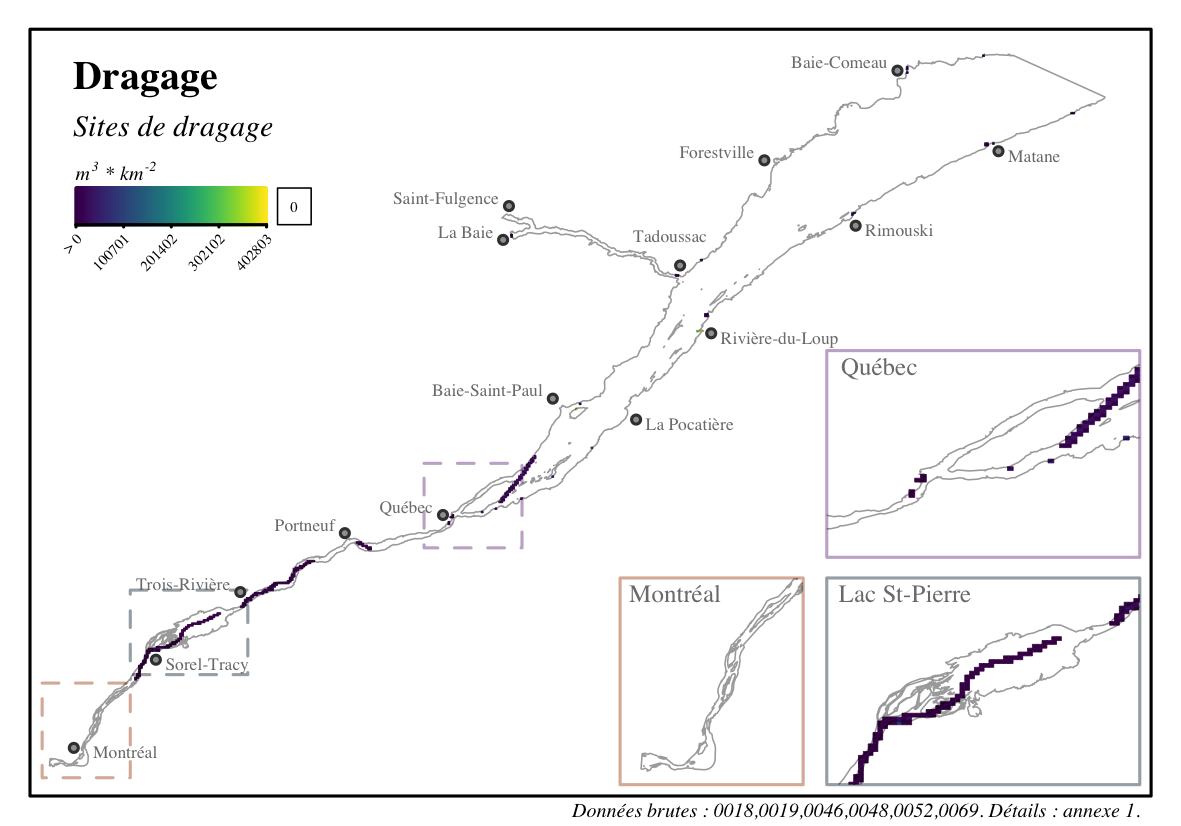 Dragage
Sites de dragage
m3 * km-2
0
> 0
100701
201402
302102
402803
Baie-Comeau
Forestville
Matane
Saint-Fulgence
La Baie
Tadoussac
Rimouski
Rivière-du-Loup
Baie-Saint-Paul
La Pocatière
Québec
Portneuf
Trois-Rivière
Sorel-Tracy
Montréal
Québec
Montréal
Lac St-Pierre
Données brutes : 0018,0019,0046,0048,0052,0069. Détails : annexe 1.